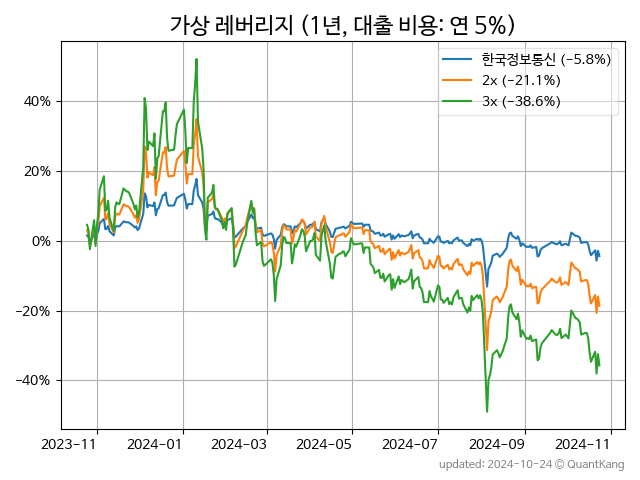 가상 레버리지 (1년, 대출 비용: 연 5%)
한국정보통신 (−5.8%)
2x (−21.1%)
3x (−38.6%)
40%
20%
0%
−20%
−40%
2023-11 2024-01 2024-03 2024-05 2024-07 2024-09 2024-11
updated: 2024-10-24 © QuantKang